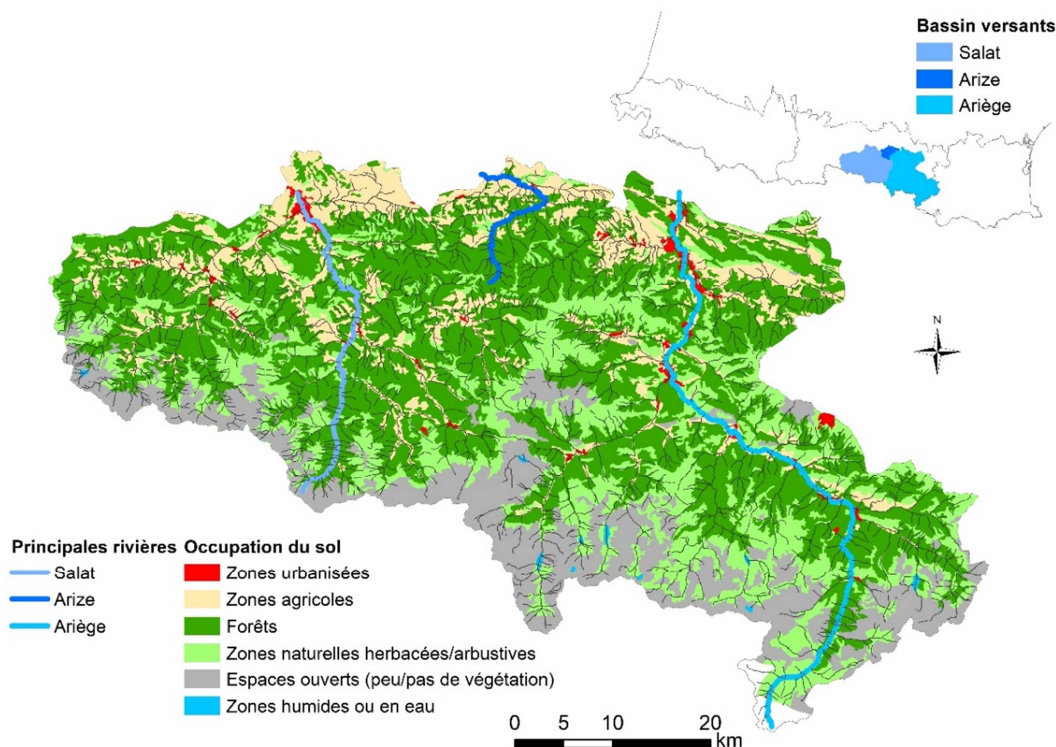 Bassin versants
Salat
Arize
Ariège
N
Principales rivières
Salat
Arize
Ariège
Occupation du sol
Zones urbanisées
Zones agricoles
Forêts
Zones naturelles herbacées/arbustives
Espaces ouverts (peu/pas de végétation)
Zones humides ou en eau
0 5 10 20
km